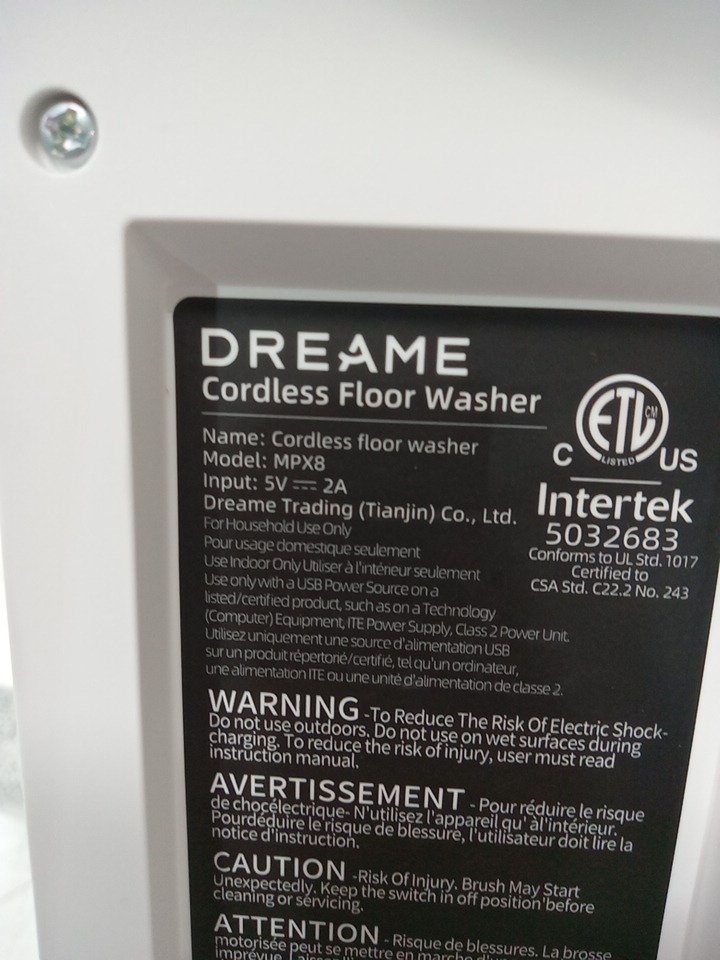 DREAME
Cordless Floor Washer
Name: Cordless floor washer
Model: MPX8
Input: 5V ⎓ 2A
Dreame Trading (Tianjin) Co., Ltd.
For Household Use Only
Pour usage domestique seulement
Use Indoor Only Utiliser à l'intérieur seulement
Use only with a USB Power Source on a
listed/certified product, such as on a Technology
(Computer) Equipment, ITE Power Supply, Class 2 Power Unit.
Utilisez uniquement une source d'alimentation USB
sur un produit répertorié/certifié, tel qu'un ordinateur,
une alimentation ITE ou une unité d'alimentation de classe 2.
ETL CM
LISTED
C US
Intertek
5032683
Conforms to UL Std. 1017
Certified to
CSA Std. C22.2 No. 243
WARNING -To Reduce The Risk Of Electric Shock-
Do not use outdoors. Do not use on wet surfaces during
charging. To reduce the risk of injury, user must read
instruction manual.
AVERTISSEMENT - Pour réduire le risque
de chocélectrique- N'utilisez l'appareil qu' àl'intérieur.
Pourdéduire le risque de blessure, l'utilisateur doit lire la
notice d'instruction.
CAUTION -Risk Of Injury. Brush May Start
Unexpectedly. Keep the switch in off position'before
cleaning or servicing.
ATTENTION - Risque de blessures. La brosse
motorisée peut se mettre en marche
imprévue.